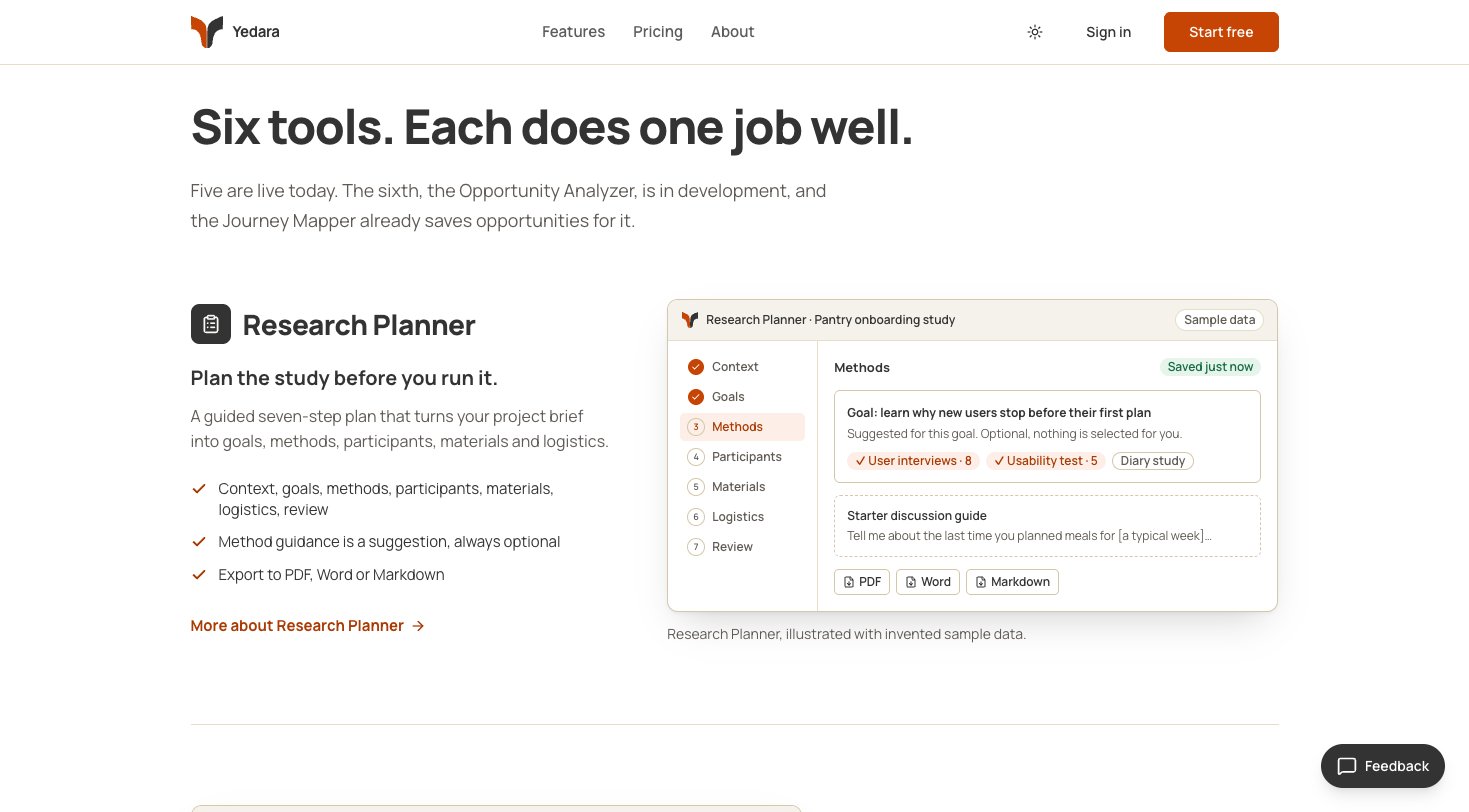 Yedara
Features
Pricing
About
Sign in
Start free
Six tools. Each does one job well.
Five are live today. The sixth, the Opportunity Analyzer, is in development, and
the Journey Mapper already saves opportunities for it.
Research Planner
Plan the study before you run it.
A guided seven-step plan that turns your project brief
into goals, methods, participants, materials and logistics.
Context, goals, methods, participants, materials,
logistics, review
Method guidance is a suggestion, always optional
Export to PDF, Word or Markdown
More about Research Planner →
Research Planner · Pantry onboarding study
Sample data
Context
Goals
3 Methods
4 Participants
5 Materials
6 Logistics
7 Review
Methods
Saved just now
Goal: learn why new users stop before their first plan
Suggested for this goal. Optional, nothing is selected for you.
✓ User interviews · 8
✓ Usability test · 5
Diary study
Starter discussion guide
Tell me about the last time you planned meals for [a typical week]…
PDF
Word
Markdown
Research Planner, illustrated with invented sample data.
Feedback